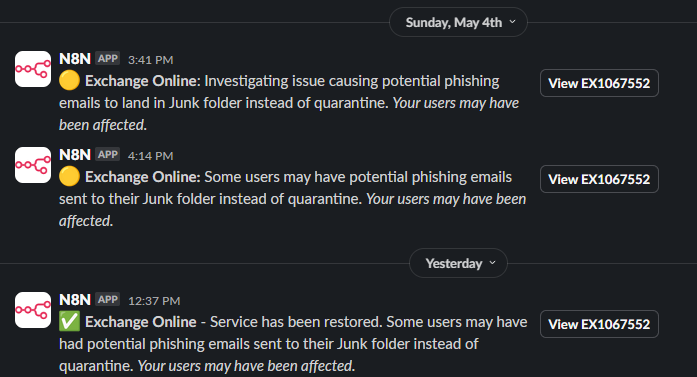 Sunday, May 4th
N8N APP 3:41 PM
Exchange Online: Investigating issue causing potential phishing
emails to land in Junk folder instead of quarantine. Your users may have
been affected.
View EX1067552
N8N APP 4:14 PM
Exchange Online: Some users may have potential phishing emails
sent to their Junk folder instead of quarantine. Your users may have been
affected.
View EX1067552
Yesterday
N8N APP 12:37 PM
Exchange Online - Service has been restored. Some users may have
had potential phishing emails sent to their Junk folder instead of
quarantine. Your users may have been affected.
View EX1067552